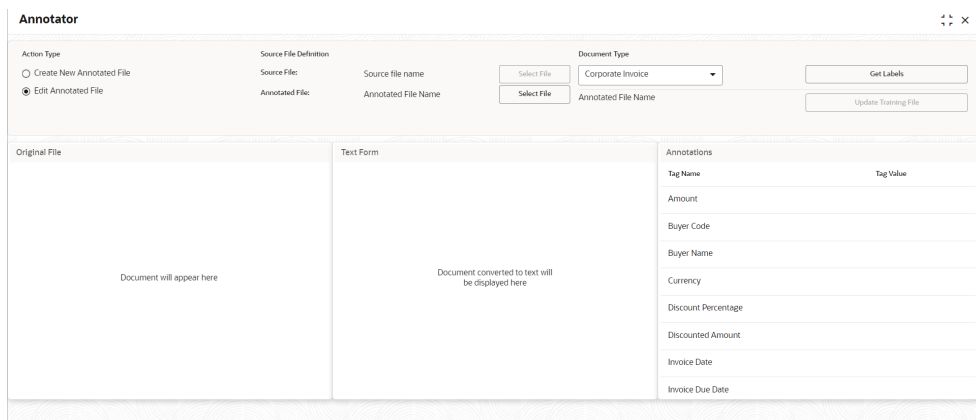 Annotator
Action Type
Source File Definition
Document Type
Create New Annotated File
Source File:
Source file name
Select File
Corporate Invoice
Get Labels
Edit Annotated File
Annotated File:
Annotated File Name
Select File
Annotated File Name
Update Training File
Original File
Text Form
Annotations
Document will appear here
Document converted to text will
be displayed here
Tag Name
Tag Value
Amount
Buyer Code
Buyer Name
Currency
Discount Percentage
Discounted Amount
Invoice Date
Invoice Due Date